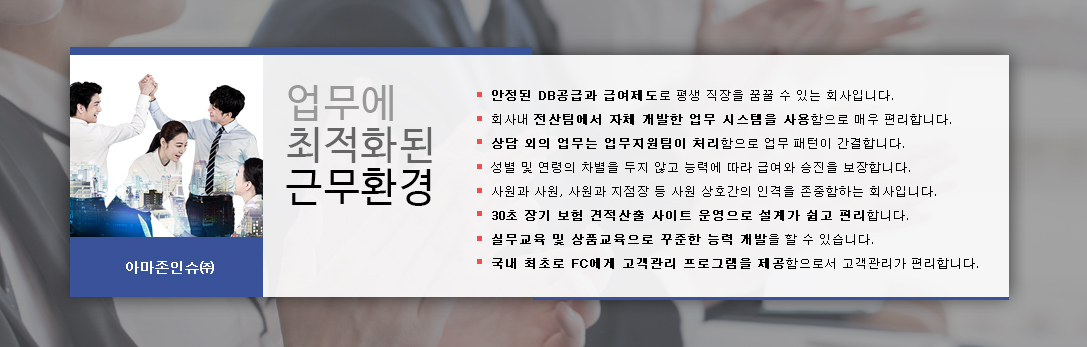 업무에
최적화된
근무환경
안정된 DB공급과 급여제도로 평생 직장을 꿈꿀 수 있는 회사입니다.
회사내 전산팀에서 자체 개발한 업무 시스템을 사용함으로 매우 편리합니다.
상담 외의 업무는 업무지원팀이 처리함으로 업무 패턴이 간결합니다.
성별 및 연령의 차별을 두지 않고 능력에 따라 급여와 승진을 보장합니다.
사원과 사원, 사원과 지점장 등 사원 상호간의 인격을 존중함하는 회사입니다.
30초 장기 보험 견적산출 사이트 운영으로 설계가 쉽고 편리합니다.
실무교육 및 상품교육으로 꾸준한 능력 개발을 할 수 있습니다.
국내 최초로 FC에게 고객관리 프로그램을 제공함으로서 고객관리가 편리합니다.
아마존인슈㈜